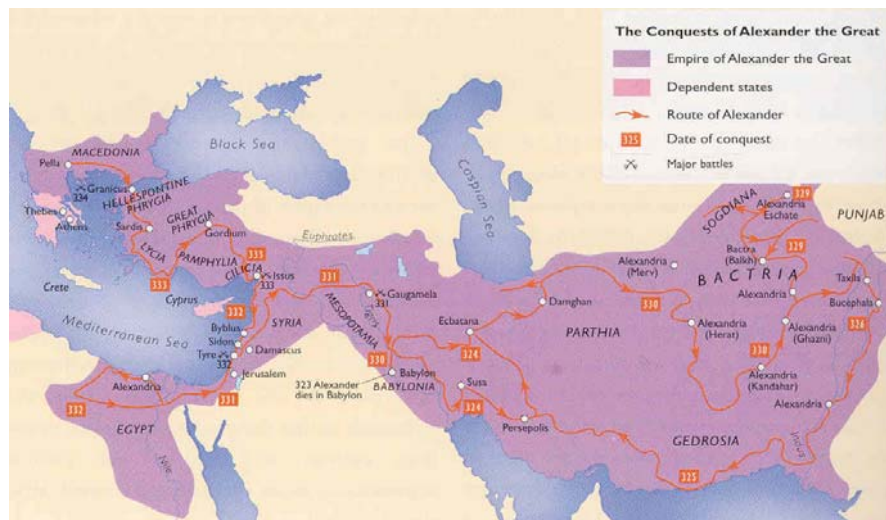 The Conquests of Alexander the Great
Empire of Alexander the Great
Dependent states
Route of Alexander
325
Date of conquest
Major battles
Black Sea
Caspian Sea
MACEDONIA
Pella
Granicus
334
HELLESPONTINE
PHRYGIA
Thebes
Athens
Sardis
GREAT
PHRYGIA
Gordium
LYCIA
PAMPHYLIA
CILICIA
333
333
Issus
333
Euphrates
Crete
Cyprus
Mediterranean Sea
332
Byblus
Sidon
Tyre
332
SYRIA
Damascus
Jerusalem
331
331
MESOPOTAMIA
Tigris
Gaugamela
331
330
Babylon
BABYLONIA
323 Alexander
dies in Babylon
Alexandria
332
EGYPT
Nile
Ecbatana
324
Susa
324
Persepolis
Damghan
PARTHIA
330
Alexandria
(Merv)
Alexandria
(Herat)
SOGDIANA
329
Alexandria
Eschate
Bactra
(Balkh)
329
BACTRIA
Alexandria
PUNJAB
Taxila
Bucephala
326
Alexandria
(Ghazni)
330
Alexandria
(Kandahar)
Alexandria
Indus
GEDROSIA
325